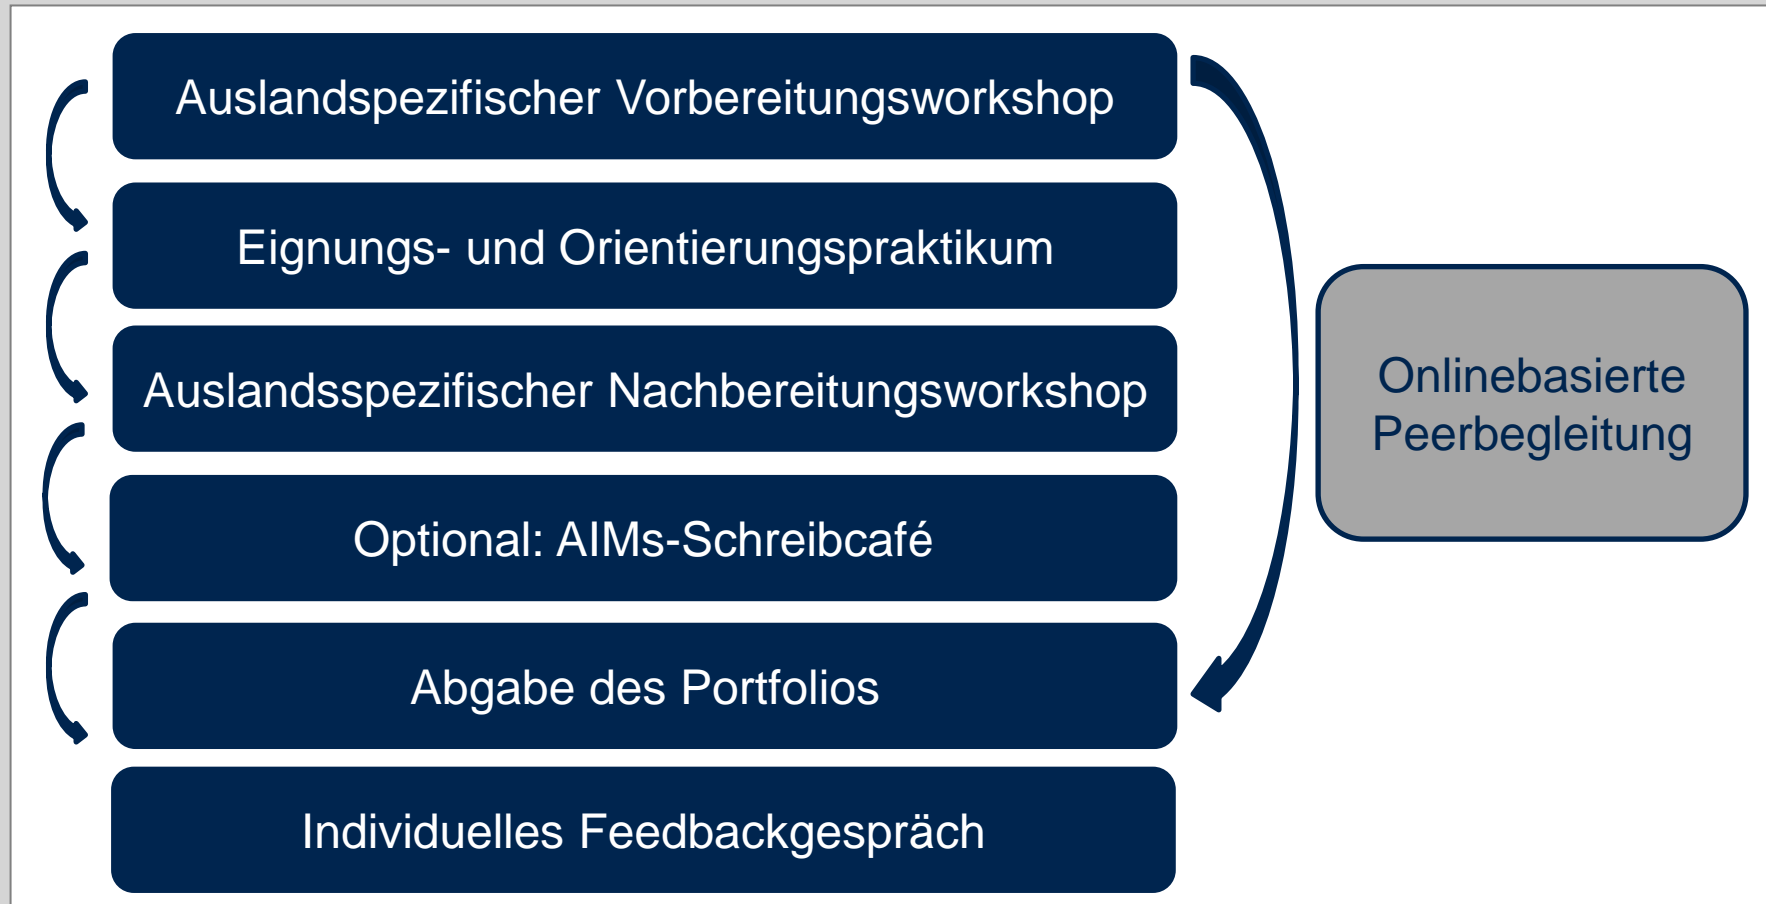 Auslandspezifischer Vorbereitungsworkshop
Eignungs- und Orientierungspraktikum
Auslandsspezifischer Nachbereitungsworkshop
Optional: AIMs-Schreibcafé
Abgabe des Portfolios
Individuelles Feedbackgespräch
Onlinebasierte
Peerbegleitung